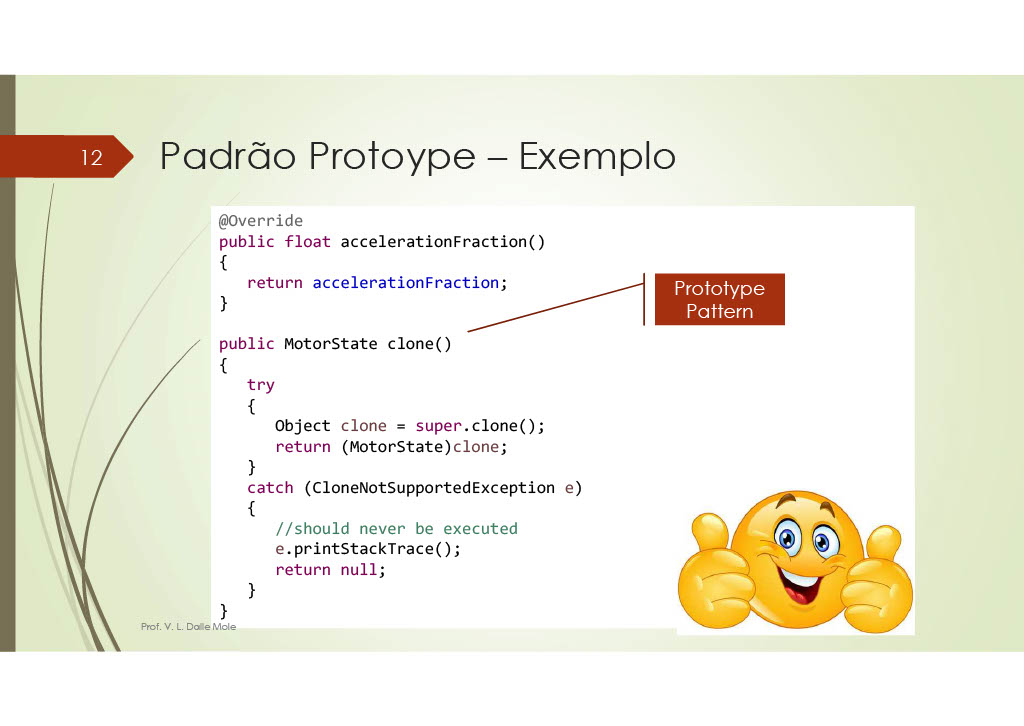 12
Padrão Protoype – Exemplo
@Override
public float accelerationFraction()
{
return accelerationFraction;
}
Prototype
Pattern
public MotorState clone()
{
try
{
Object clone = super.clone();
return (MotorState)clone;
}
catch (CloneNotSupportedException e)
{
//should never be executed
e.printStackTrace();
return null;
}
}
Prof. V. L. Dalle Mole